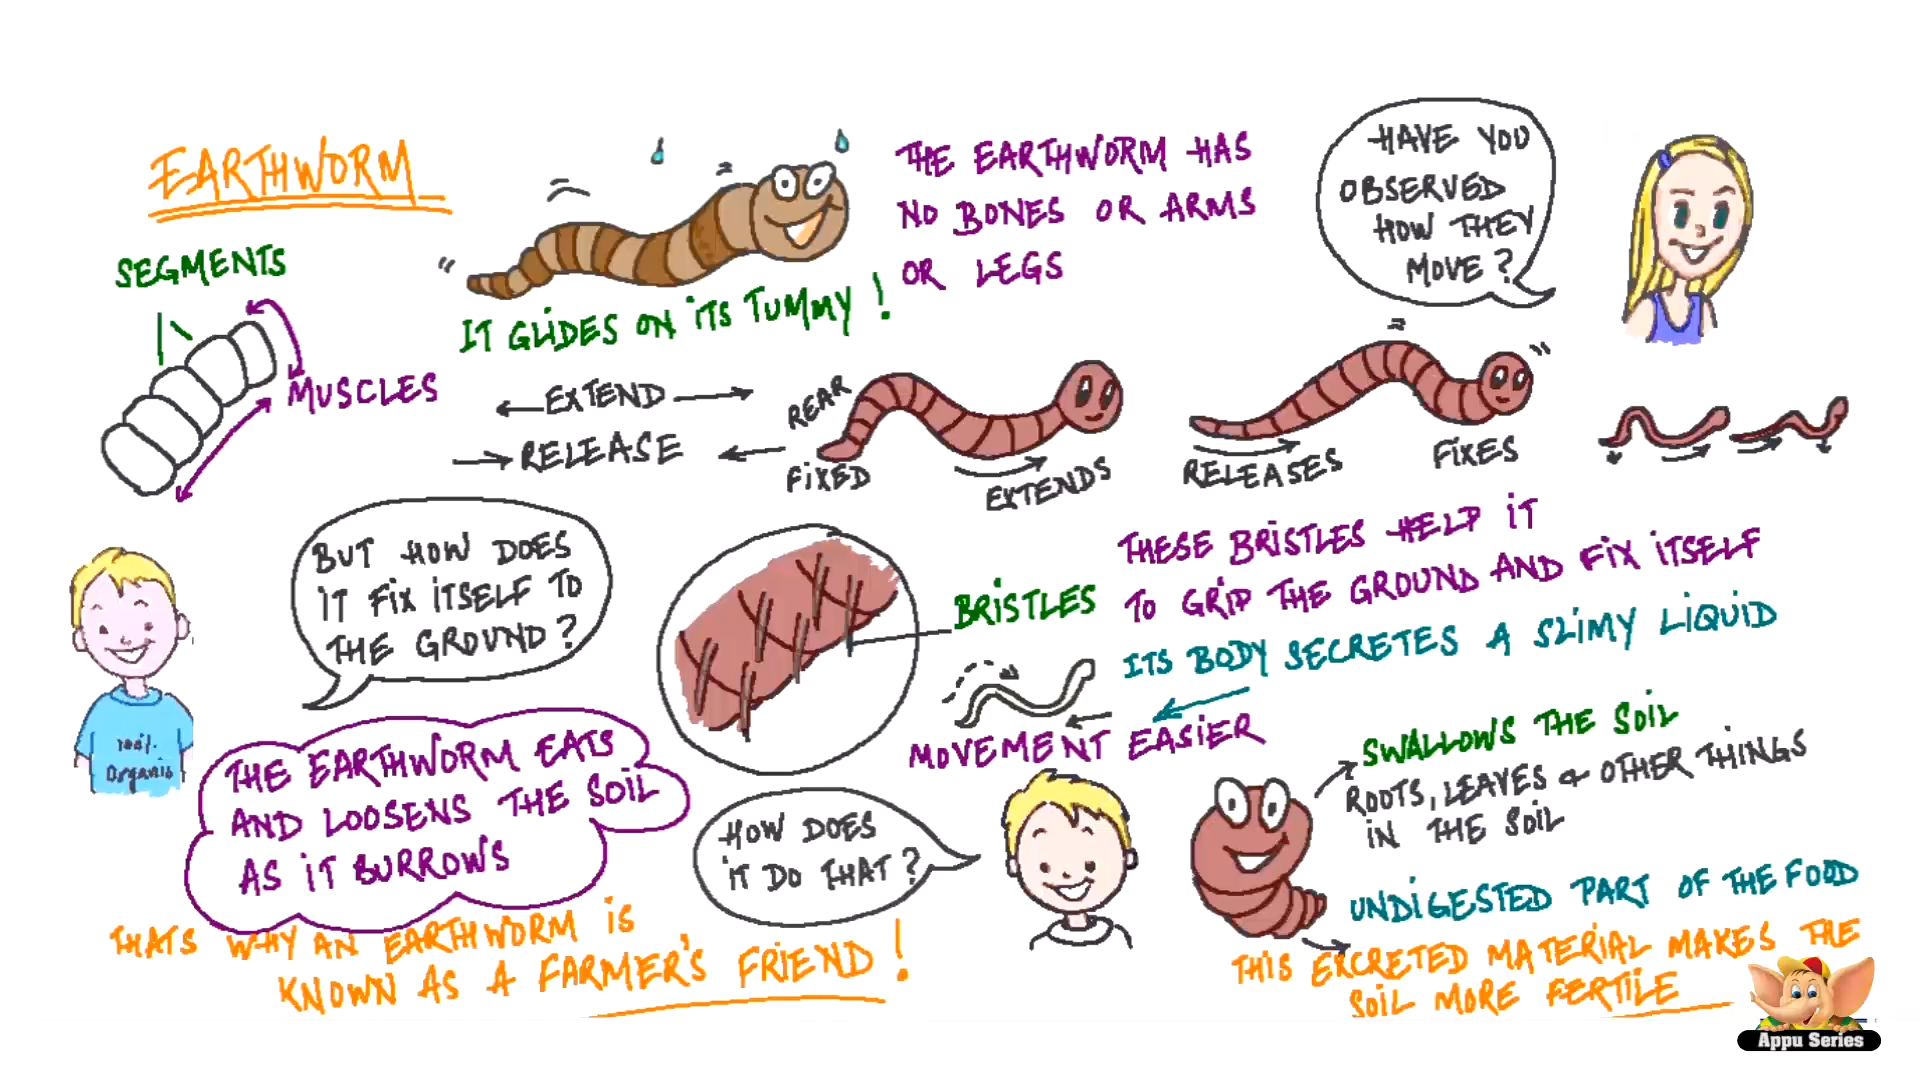 EARTHWORM
SEGMENTS
MUSCLES
IT GLIDES ON ITS TUMMY!
THE EARTHWORM HAS
NO BONES OR ARMS
OR LEGS
HAVE YOU
OBSERVED
HOW THEY
MOVE?
EXTEND
RELEASE
REAR
FIXED
EXTENDS
RELEASES
FIXES
BUT HOW DOES
IT FIX ITSELF TO
THE GROUND?
100%
Organic
BRISTLES
THESE BRISTLES HELP IT
TO GRIP THE GROUND AND FIX ITSELF
ITS BODY SECRETES A SLIMY LIQUID
MOVEMENT EASIER
THE EARTHWORM EATS
AND LOOSENS THE SOIL
AS IT BURROWS
HOW DOES
IT DO THAT?
SWALLOWS THE SOIL
ROOTS, LEAVES & OTHER THINGS
IN THE SOIL
UNDIGESTED PART OF THE FOOD
THIS EXCRETED MATERIAL MAKES THE
SOIL MORE FERTILE
THATS WHY AN EARTHWORM IS
KNOWN AS A FARMER'S FRIEND!
Appu Series